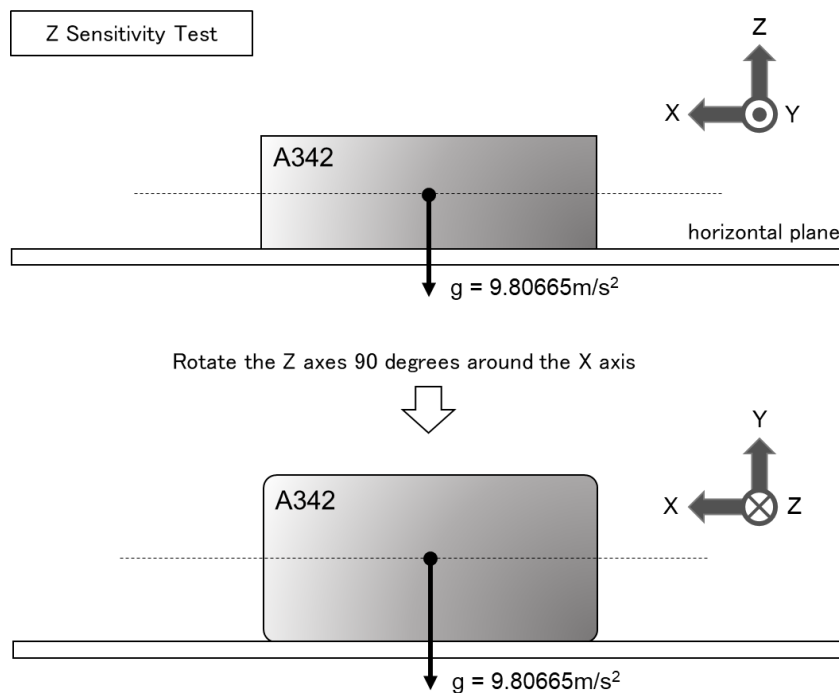 Z Sensitivity Test
Z
X
Y
A342
horizontal plane
g = 9.80665m/s²
Rotate the Z axes 90 degrees around the X axis
Y
X
Z
A342
g = 9.80665m/s²